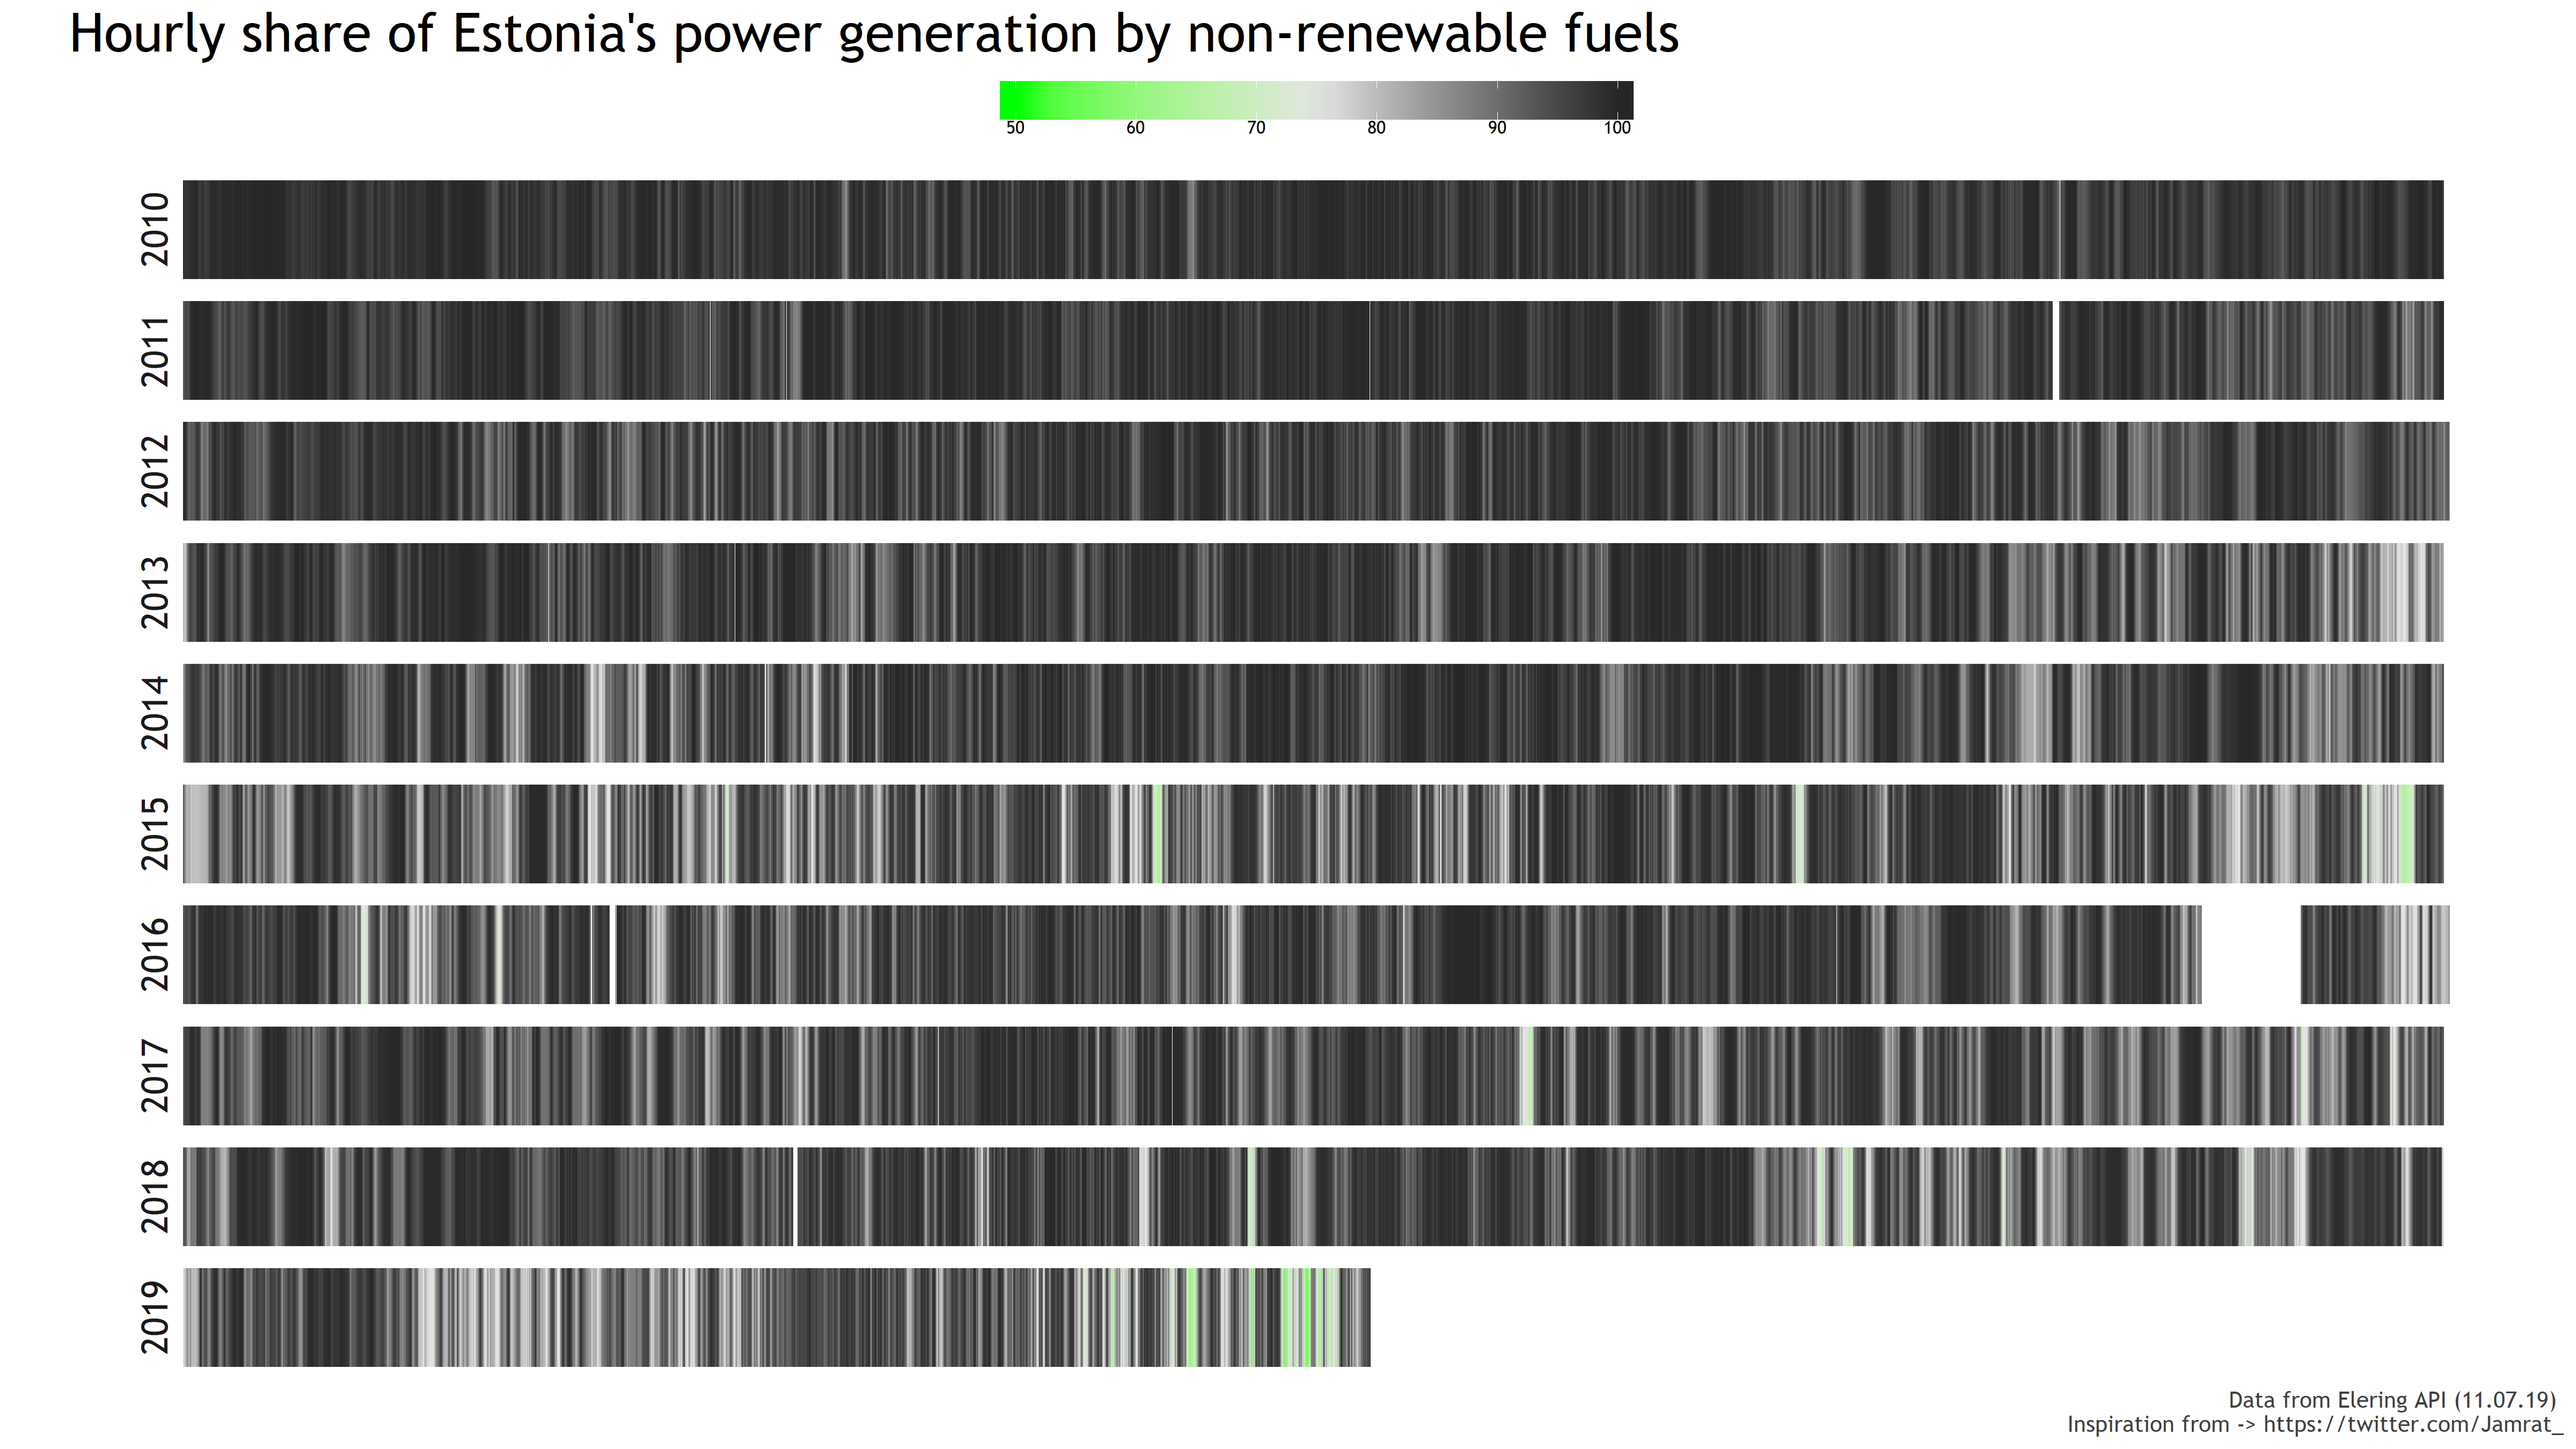 Hourly share of Estonia's power generation by non-renewable fuels
50 60 70 80 90 100
2010
2011
2012
2013
2014
2015
2016
2017
2018
2019
Data from Elering API (11.07.19)
Inspiration from -> https://twitter.com/Jamrat_